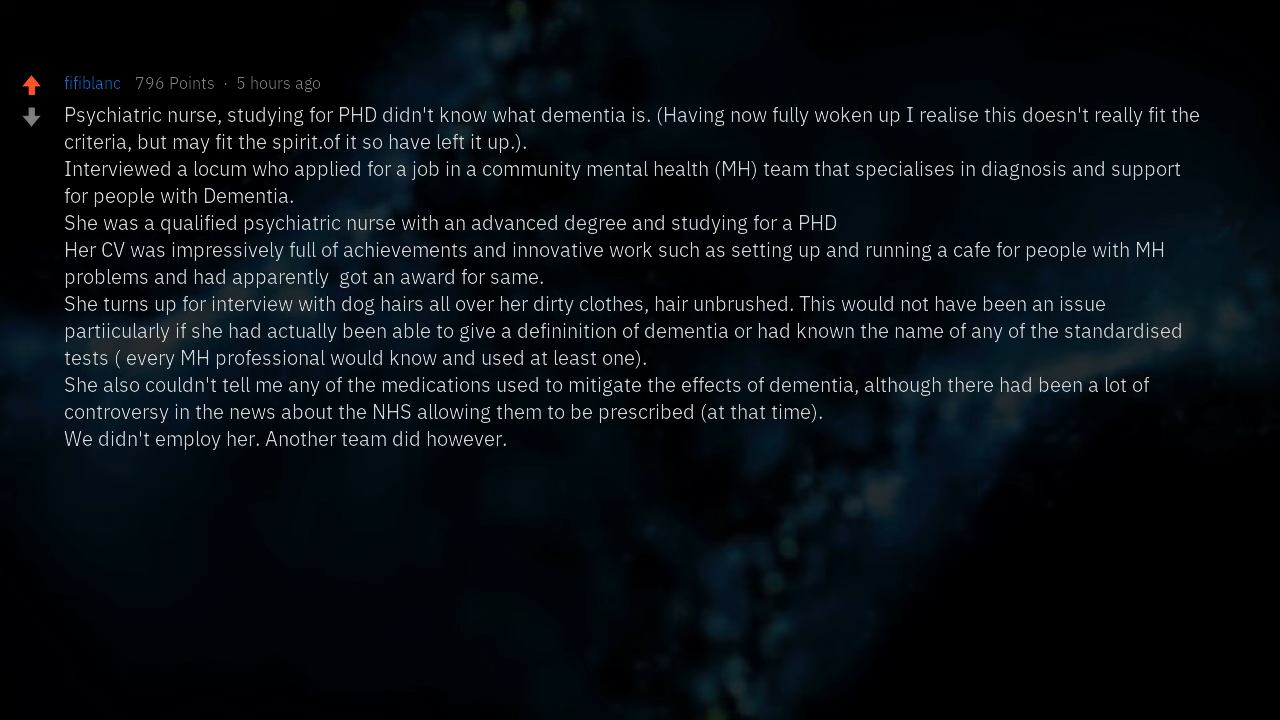 fifiblanc 796 Points · 5 hours ago
Psychiatric nurse, studying for PHD didn't know what dementia is. (Having now fully woken up I realise this doesn't really fit the
criteria, but may fit the spirit.of it so have left it up.).
Interviewed a locum who applied for a job in a community mental health (MH) team that specialises in diagnosis and support
for people with Dementia.
She was a qualified psychiatric nurse with an advanced degree and studying for a PHD
Her CV was impressively full of achievements and innovative work such as setting up and running a cafe for people with MH
problems and had apparently  got an award for same.
She turns up for interview with dog hairs all over her dirty clothes, hair unbrushed. This would not have been an issue
partiicularly if she had actually been able to give a defininition of dementia or had known the name of any of the standardised
tests ( every MH professional would know and used at least one).
She also couldn't tell me any of the medications used to mitigate the effects of dementia, although there had been a lot of
controversy in the news about the NHS allowing them to be prescribed (at that time).
We didn't employ her. Another team did however.